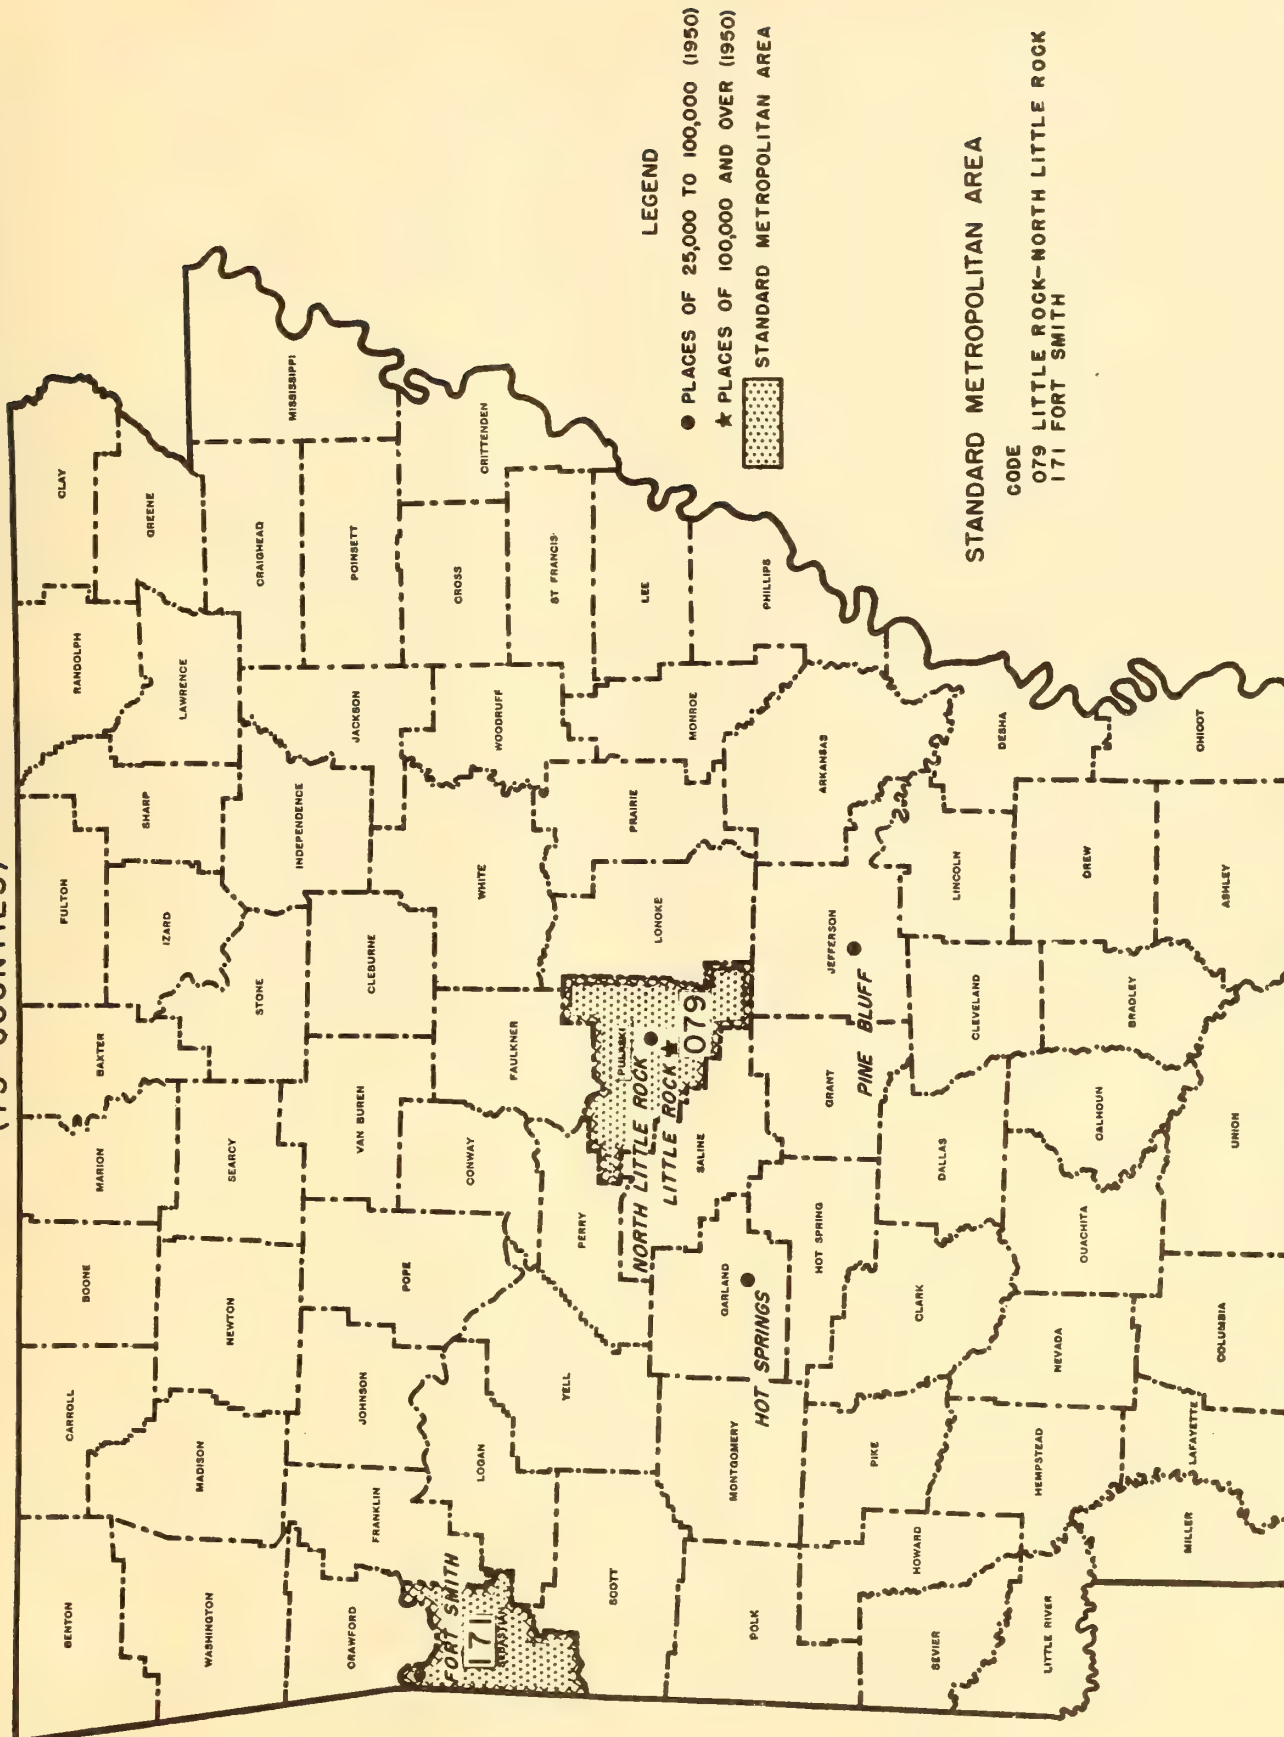 (75 COUNTIES)
BENTON
CARROLL
BOONE
MARION
BAXTER
FULTON
RANDOLPH
CLAY
WASHINGTON
MADISON
NEWTON
SEARCY
IZARD
SHARP
LAWRENCE
GREENE
STONE
INDEPENDENCE
CRAIGHEAD
MISSISSIPPI
CRAWFORD
FRANKLIN
JOHNSON
POPE
VAN BUREN
CLEBURNE
JACKSON
POINSETT
FORT SMITH
171
SEBASTIAN
LOGAN
CONWAY
FAULKNER
WHITE
WOODRUFF
CROSS
CRITTENDEN
SCOTT
YELL
PERRY
PULASKI
NORTH LITTLE ROCK
LITTLE ROCK
079
LONOKE
PRAIRIE
MONROE
ST FRANCIS
LEE
POLK
MONTGOMERY
GARLAND
HOT SPRINGS
SALINE
PHILLIPS
HOT SPRING
GRANT
PINE BLUFF
JEFFERSON
ARKANSAS
SEVIER
HOWARD
PIKE
CLARK
DALLAS
CLEVELAND
LINCOLN
DESHA
LITTLE RIVER
HEMPSTEAD
NEVADA
OUACHITA
CALHOUN
BRADLEY
DREW
MILLER
LAFAYETTE
COLUMBIA
UNION
ASHLEY
CHICOT
LEGEND
PLACES OF 25,000 TO 100,000 (1950)
PLACES OF 100,000 AND OVER (1950)
STANDARD METROPOLITAN AREA
STANDARD METROPOLITAN AREA
CODE
079 LITTLE ROCK-NORTH LITTLE ROCK
171 FORT SMITH